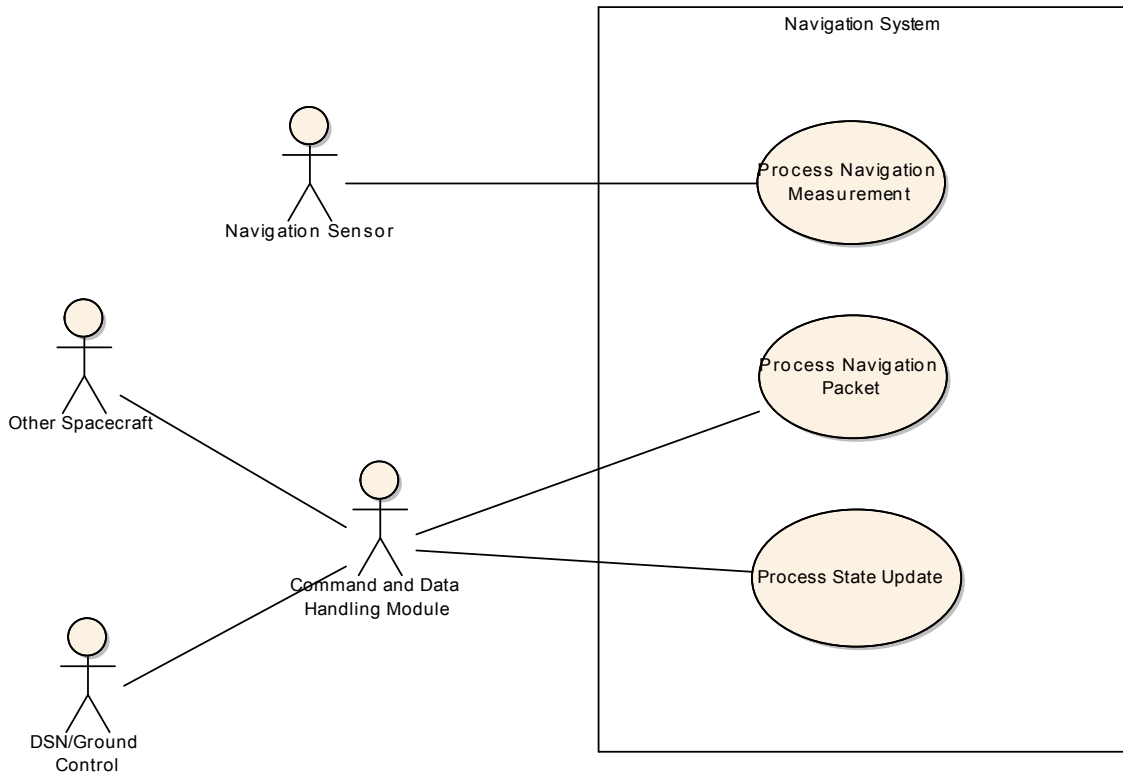 Navigation System
Process Navigation
Measurement
Navigation Sensor
Process Navigation
Packet
Other Spacecraft
Command and Data
Handling Module
Process State Update
DSN/Ground
Control